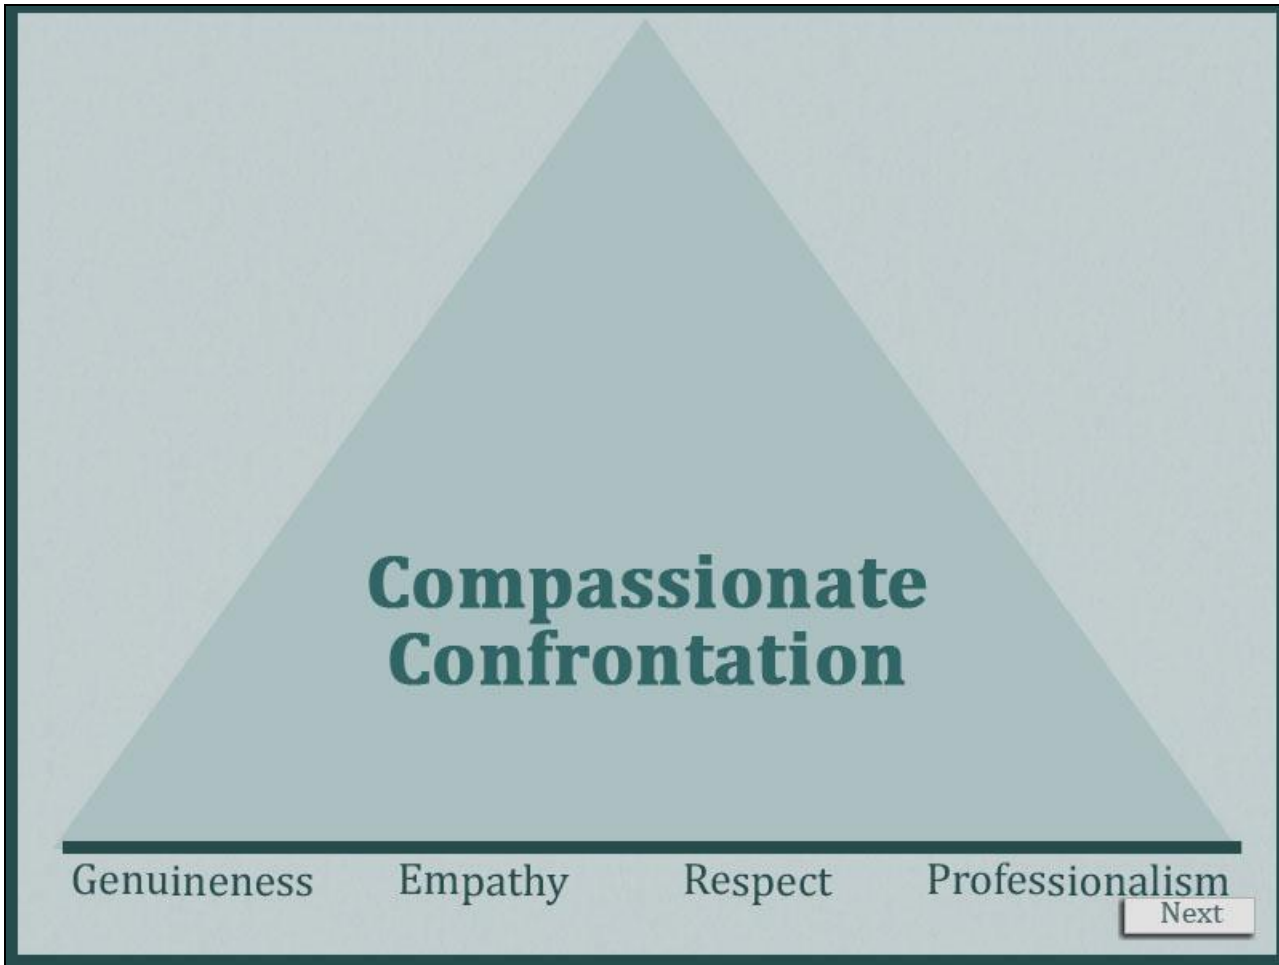 Compassionate
Confrontation
Genuineness Empathy Respect Professionalism
Next